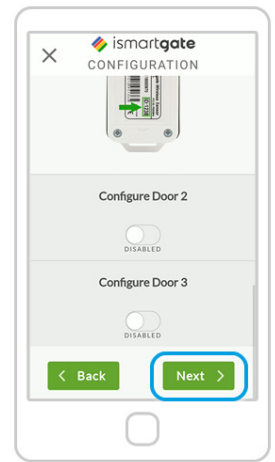 ismartgate
CONFIGURATION
Configure Door 2
DISABLED
Configure Door 3
DISABLED
Back
Next